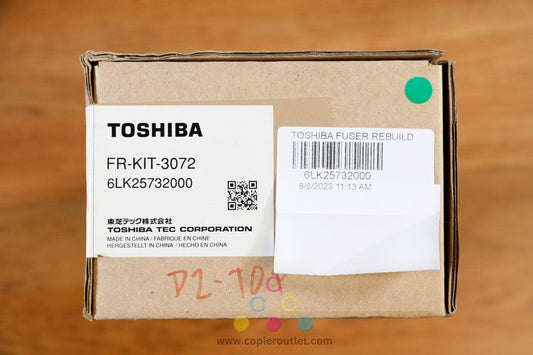 TOSHIBA
FR-KIT-3072
6LK25732000
東芝テック株式会社
TOSHIBA TEC CORPORATION
MADE IN CHINA / FABRIQUE EN CHINE
HERGESTELLT IN CHINA / HECHO EN CHINA
TOSHIBA FUSER REBUILD
6LK25732000
8/8/2023 11:13 AM
C
C C
www.copieroutlet.com